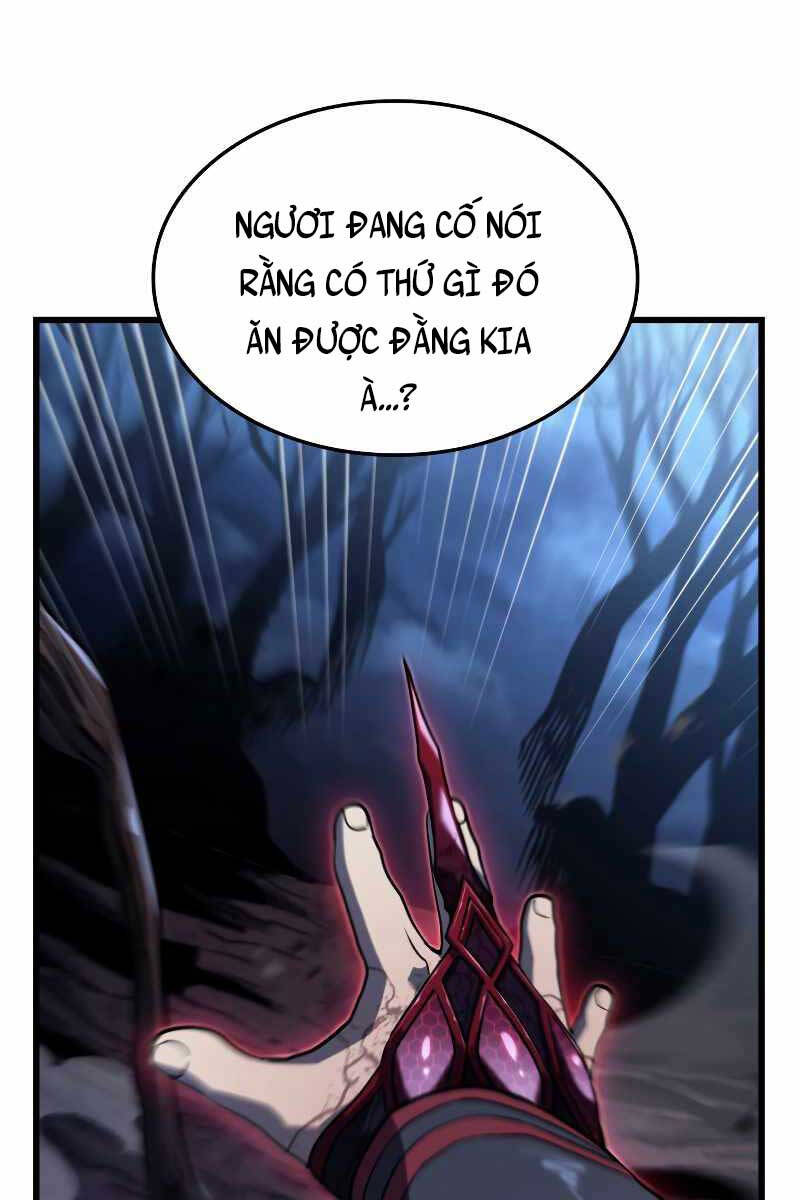 NGƯƠI ĐANG CỐ NÓI
RẰNG CÓ THỨ GÌ ĐÓ
ĂN ĐƯỢC ĐẰNG KIA
À...?